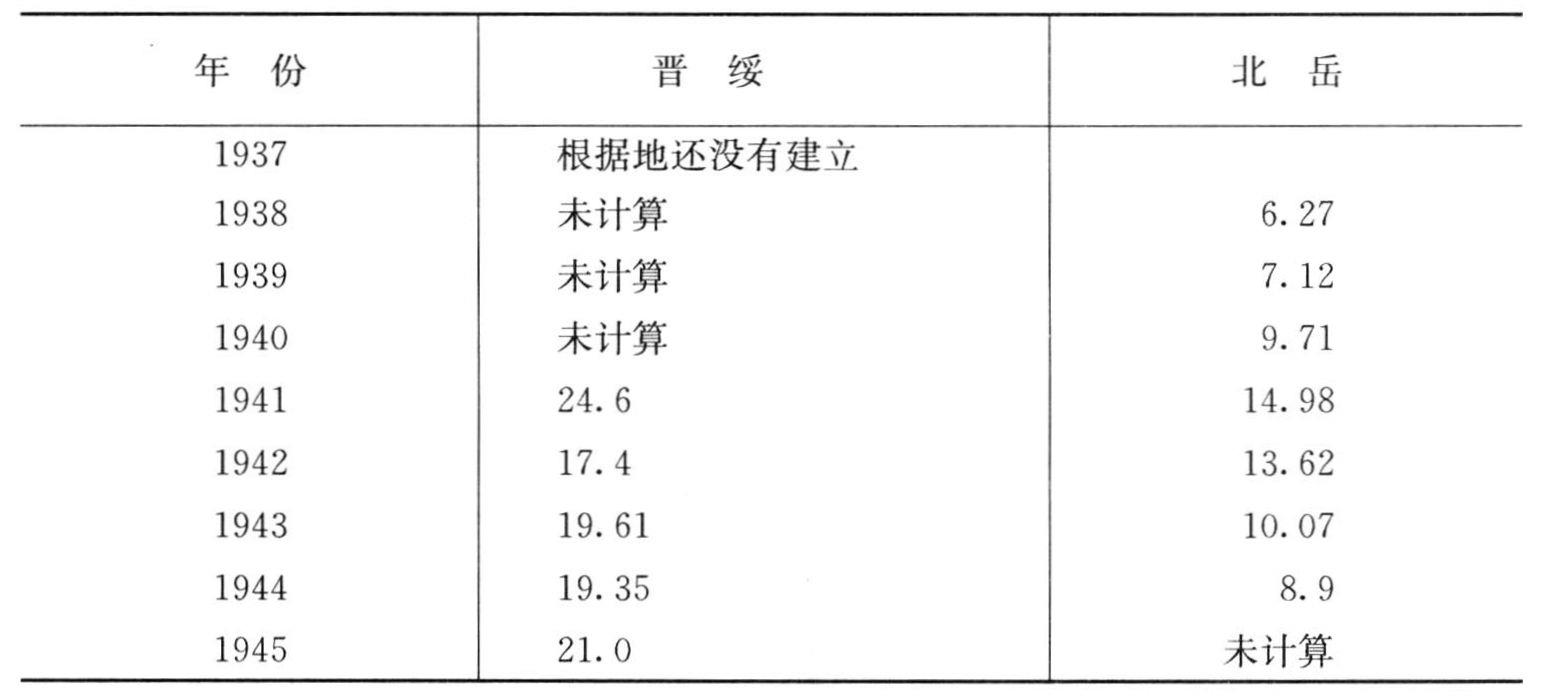 年 份 晋 绥 北 岳
1937 根据地还没有建立
1938 未计算 6.27
1939 未计算 7.12
1940 未计算 9.71
1941 24.6 14.98
1942 17.4 13.62
1943 19.61 10.07
1944 19.35 8.9
1945 21.0 未计算